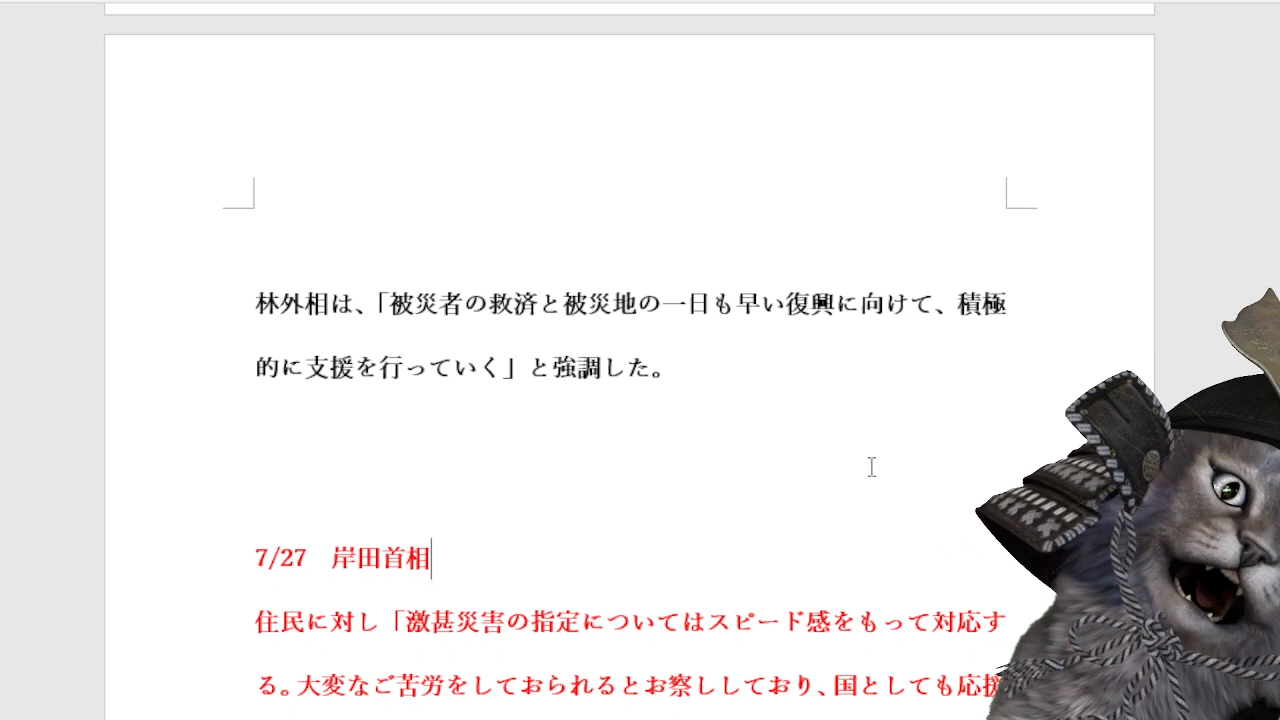 林外相は、「被災者の救済と被災地の一日も早い復興に向けて、積極
的に支援を行っていく」と強調した。
7/27　岸田首相
住民に対し「激甚災害の指定についてはスピード感をもって対応す
る。大変なご苦労をしておられるとお察ししており、国としても応援